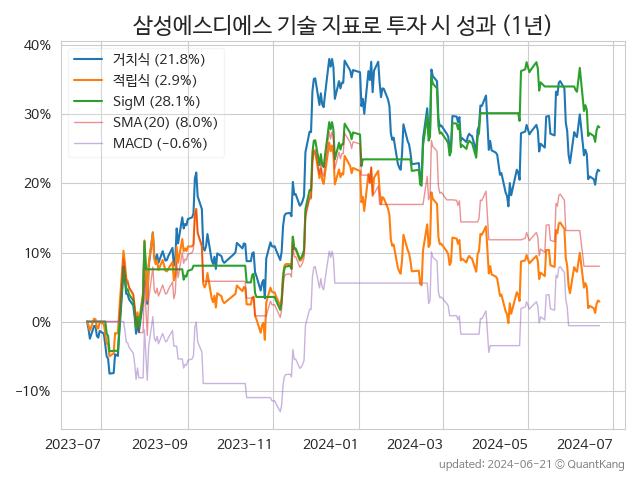 삼성에스디에스 기술 지표로 투자 시 성과 (1년)
40%
30%
20%
10%
0%
−10%
거치식 (21.8%)
적립식 (2.9%)
SigM (28.1%)
SMA(20) (8.0%)
MACD (−0.6%)
2023-07 2023-09 2023-11 2024-01 2024-03 2024-05 2024-07
updated: 2024-06-21 © QuantKang